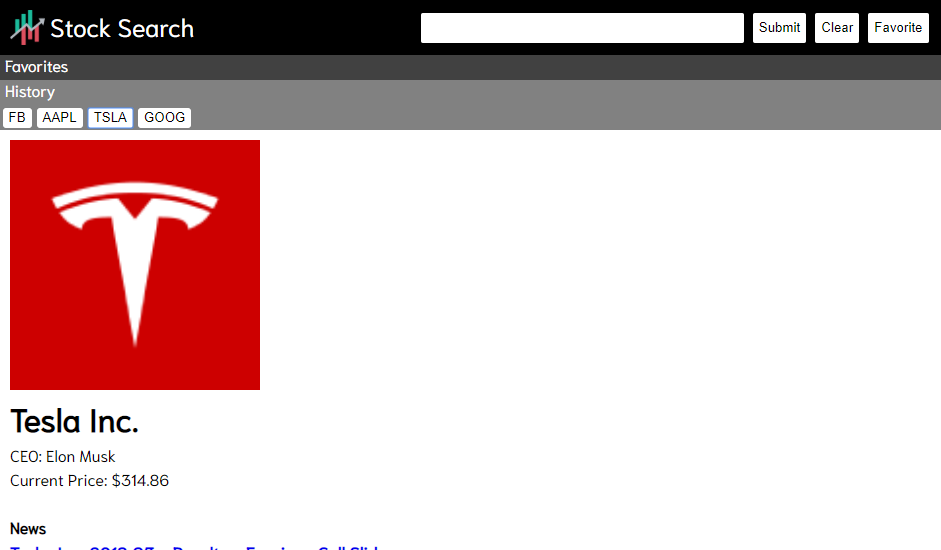 Stock Search
Submit Clear Favorite
Favorites
History
FB AAPL TSLA GOOG
Tesla Inc.
CEO: Elon Musk
Current Price: $314.86
News